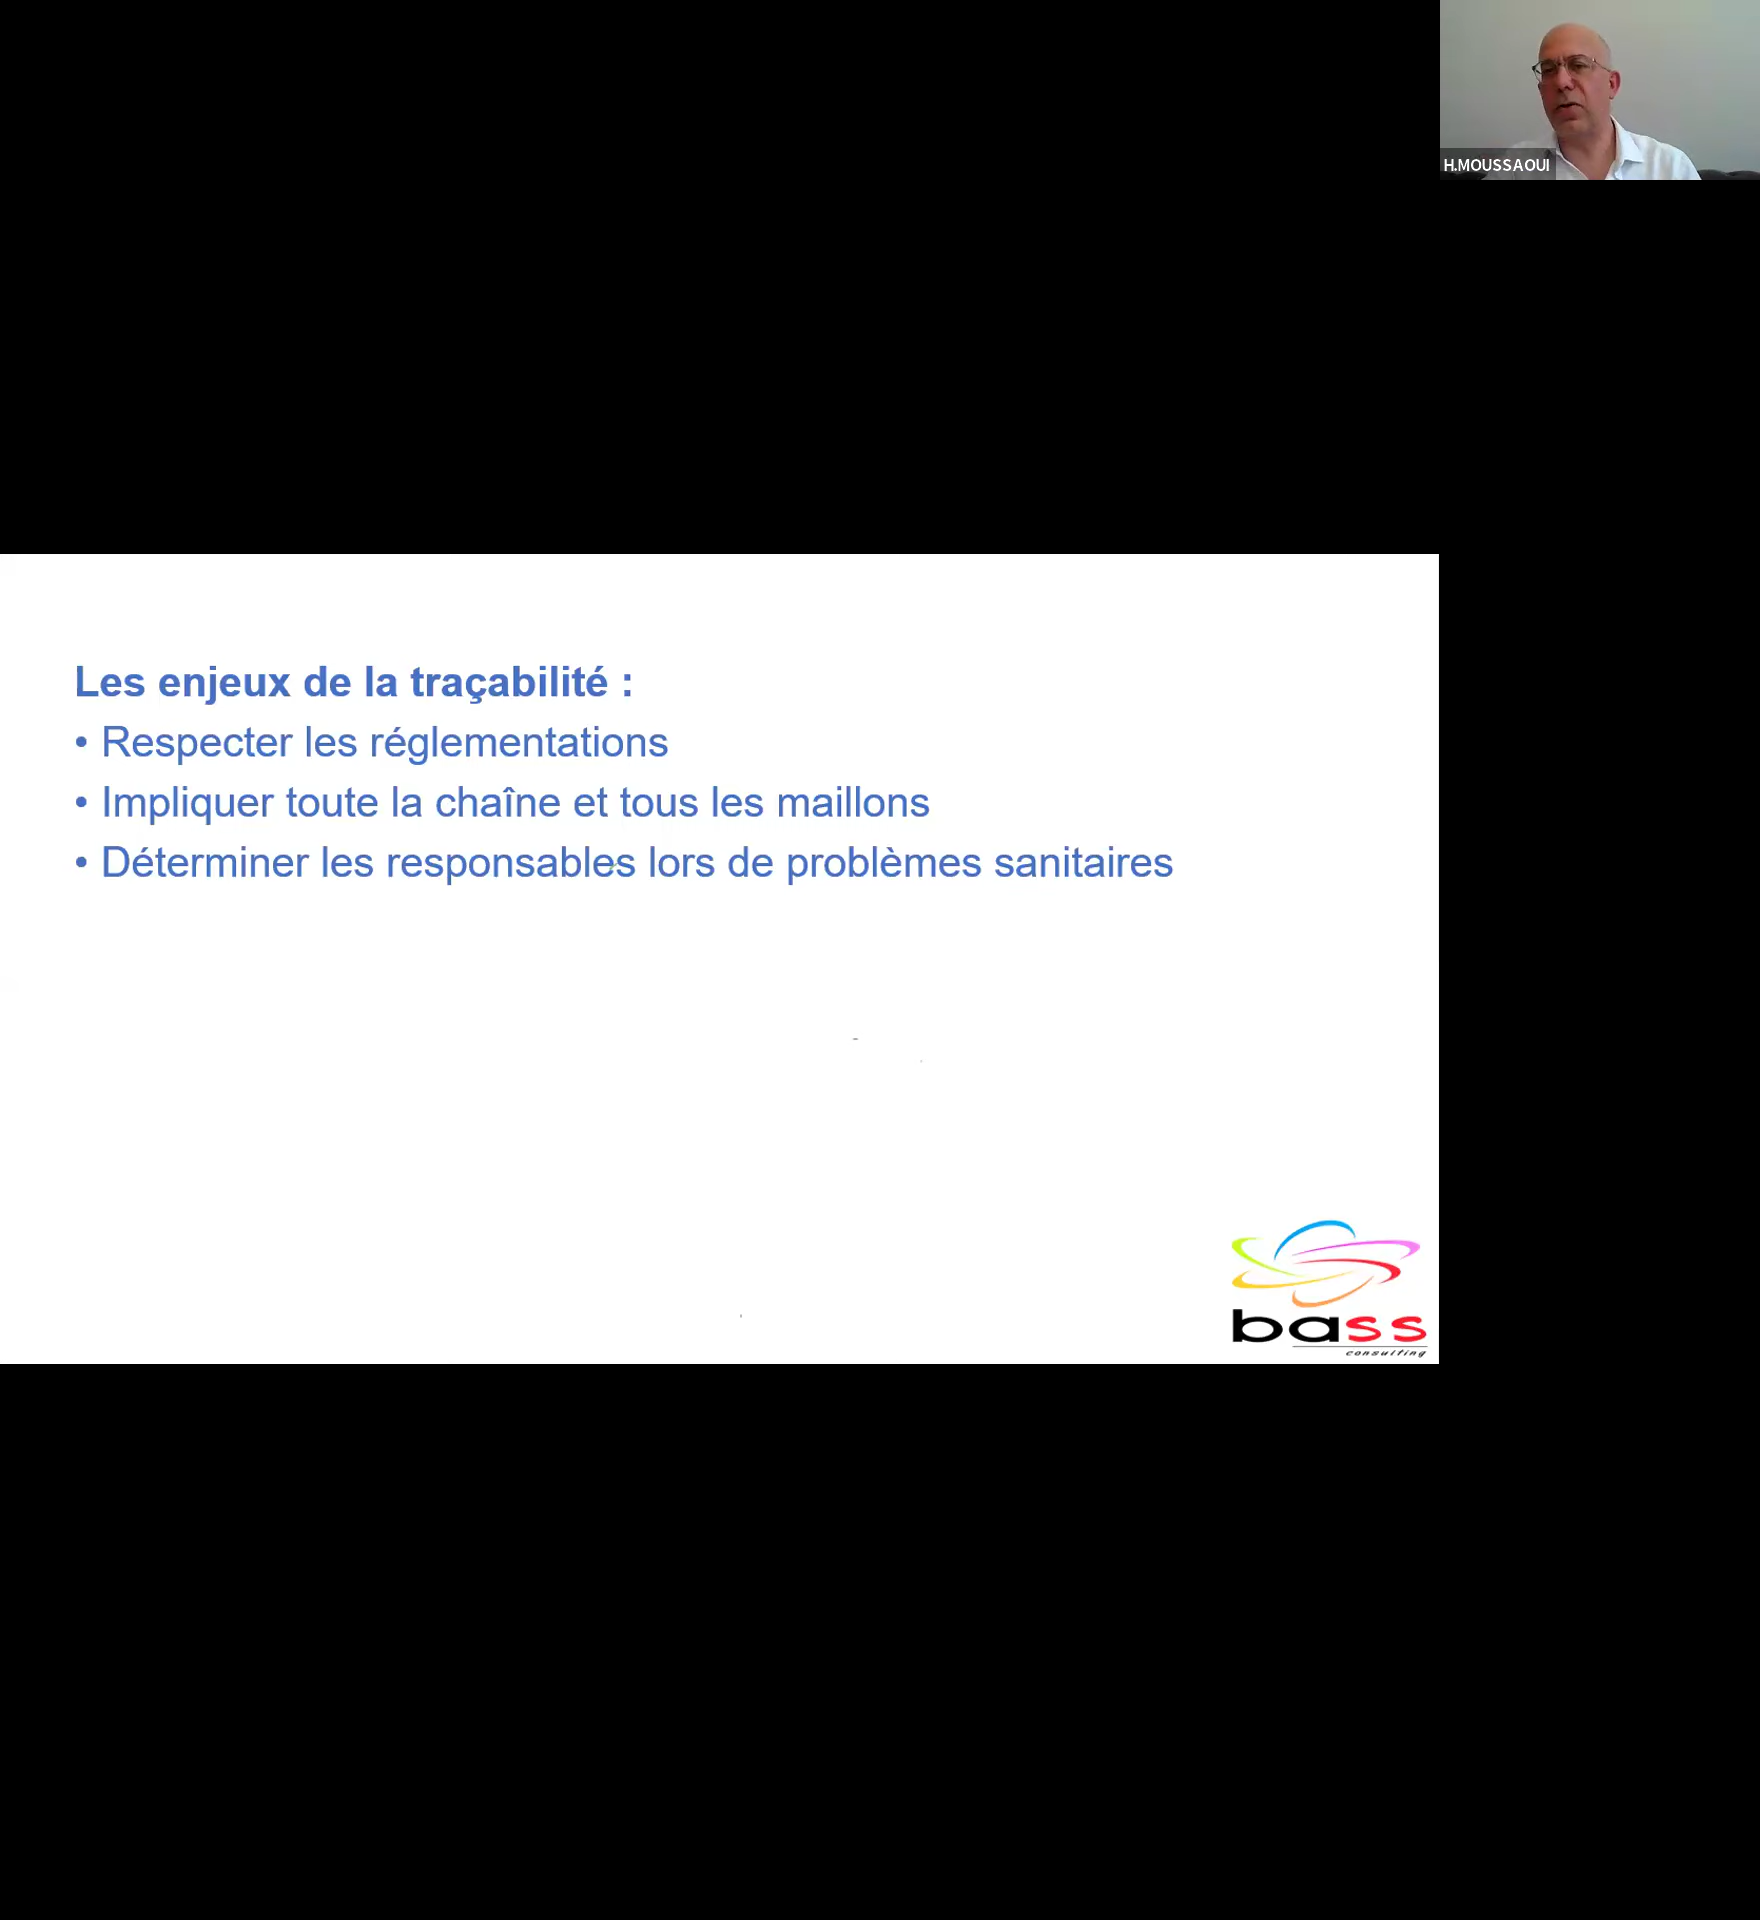 H.MOUSSAOUI
Les enjeux de la traçabilité :
• Respecter les réglementations
• Impliquer toute la chaîne et tous les maillons
• Déterminer les responsables lors de problèmes sanitaires
bass
consulting